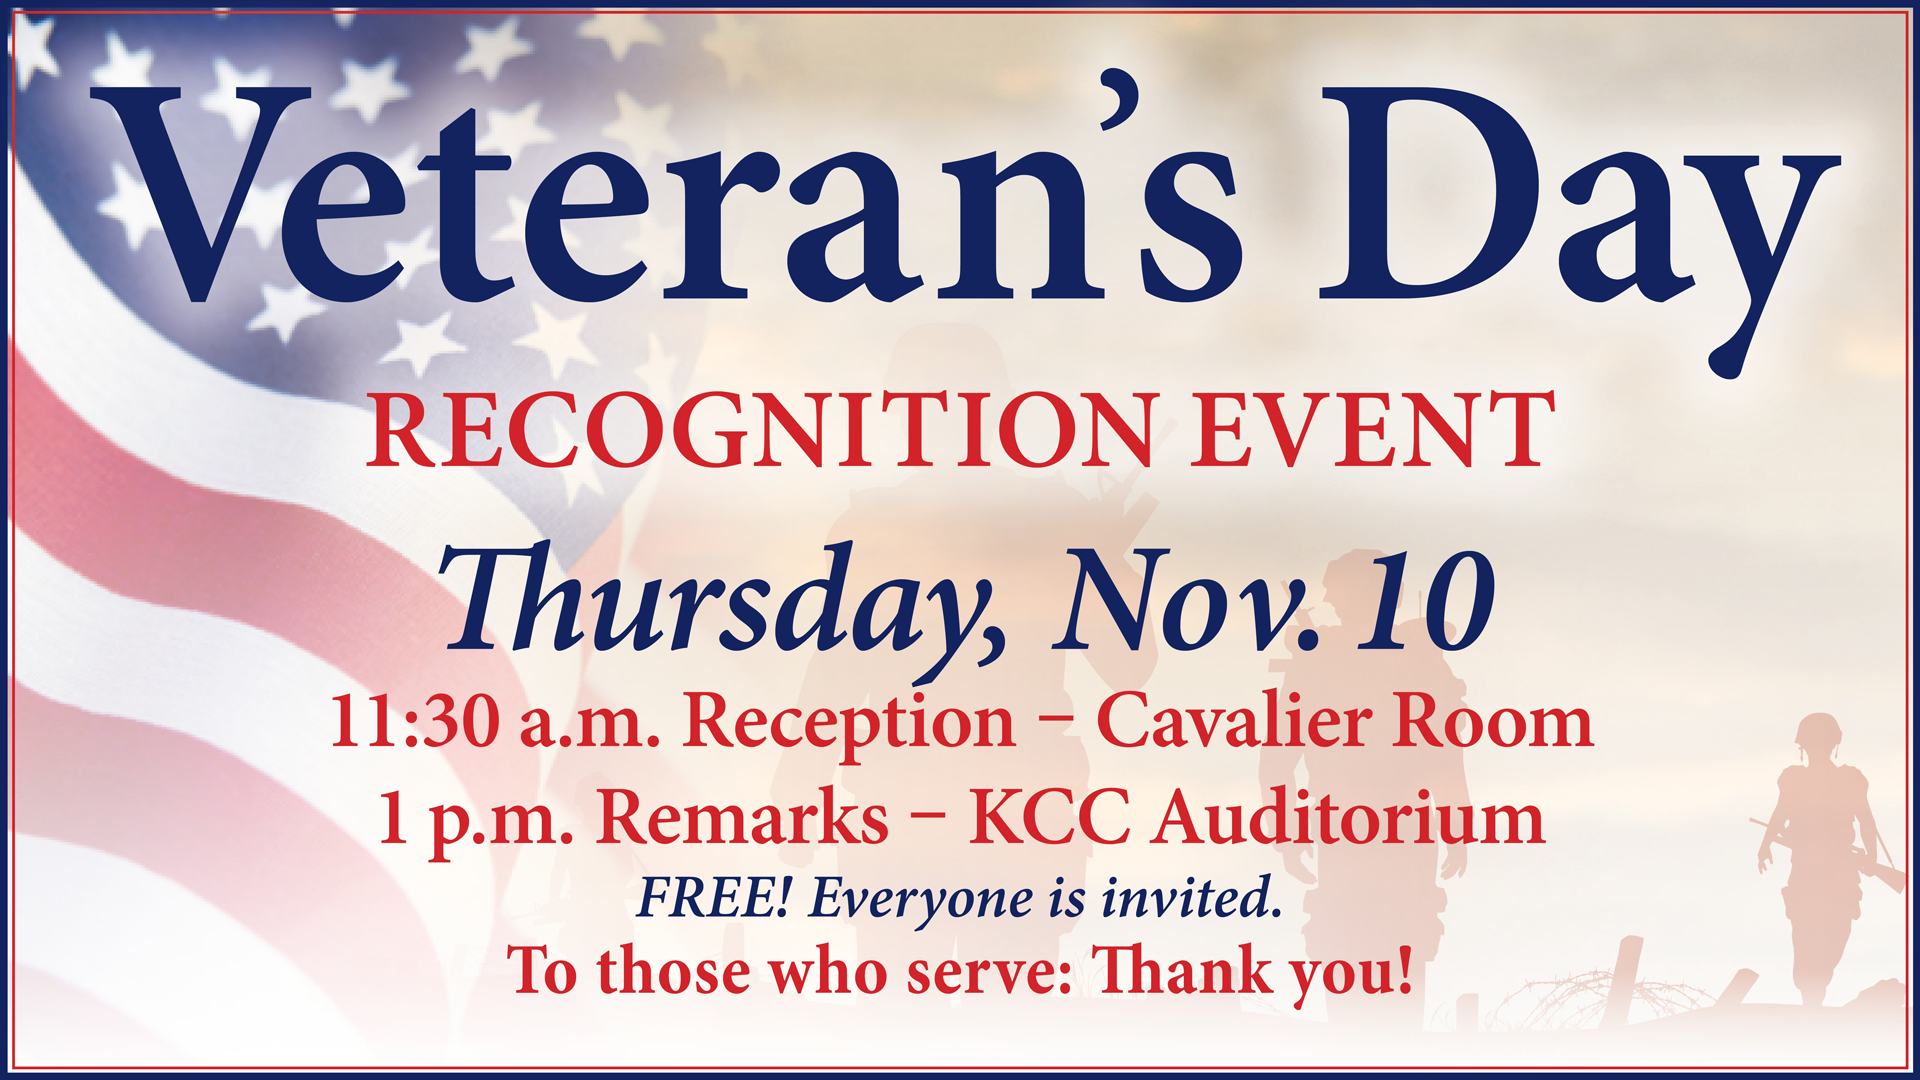 Veteran’s Day
RECOGNITION EVENT
Thursday, Nov. 10
11:30 a.m. Reception – Cavalier Room
1 p.m. Remarks – KCC Auditorium
FREE! Everyone is invited.
To those who serve: Thank you!